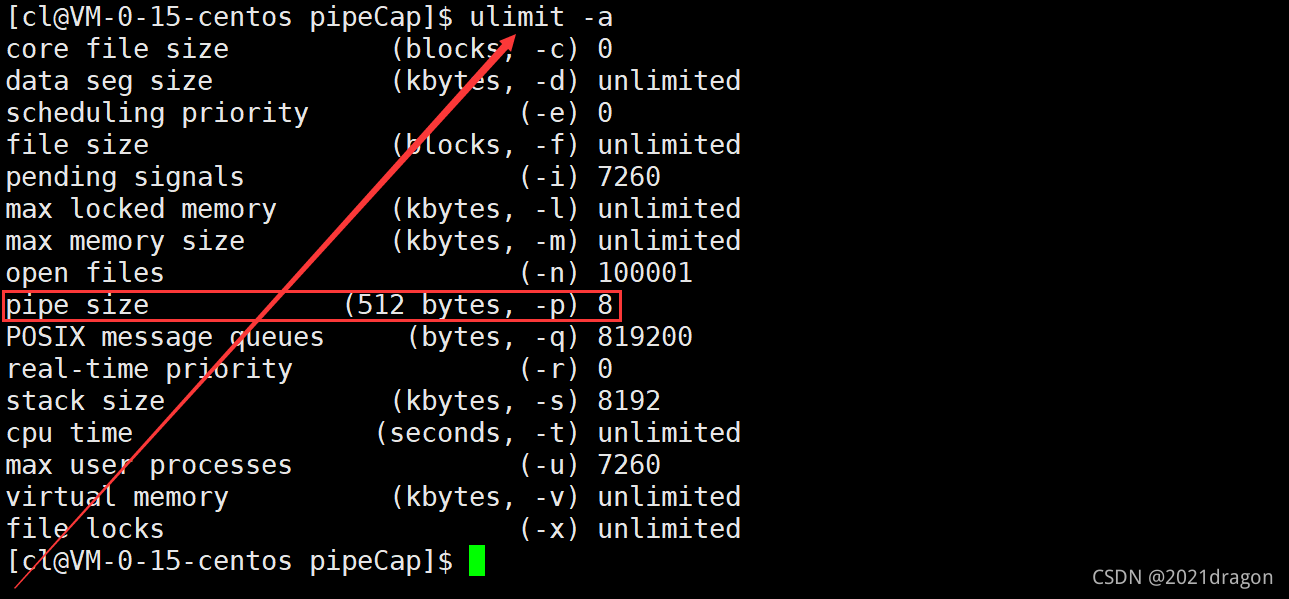 [cl@VM-0-15-centos pipeCap]$ ulimit -a
core file size          (blocks, -c) 0
data seg size           (kbytes, -d) unlimited
scheduling priority             (-e) 0
file size               (blocks, -f) unlimited
pending signals                 (-i) 7260
max locked memory       (kbytes, -l) unlimited
max memory size         (kbytes, -m) unlimited
open files                      (-n) 100001
pipe size            (512 bytes, -p) 8
POSIX message queues     (bytes, -q) 819200
real-time priority              (-r) 0
stack size              (kbytes, -s) 8192
cpu time               (seconds, -t) unlimited
max user processes              (-u) 7260
virtual memory          (kbytes, -v) unlimited
file locks                      (-x) unlimited
[cl@VM-0-15-centos pipeCap]$
CSDN @2021dragon